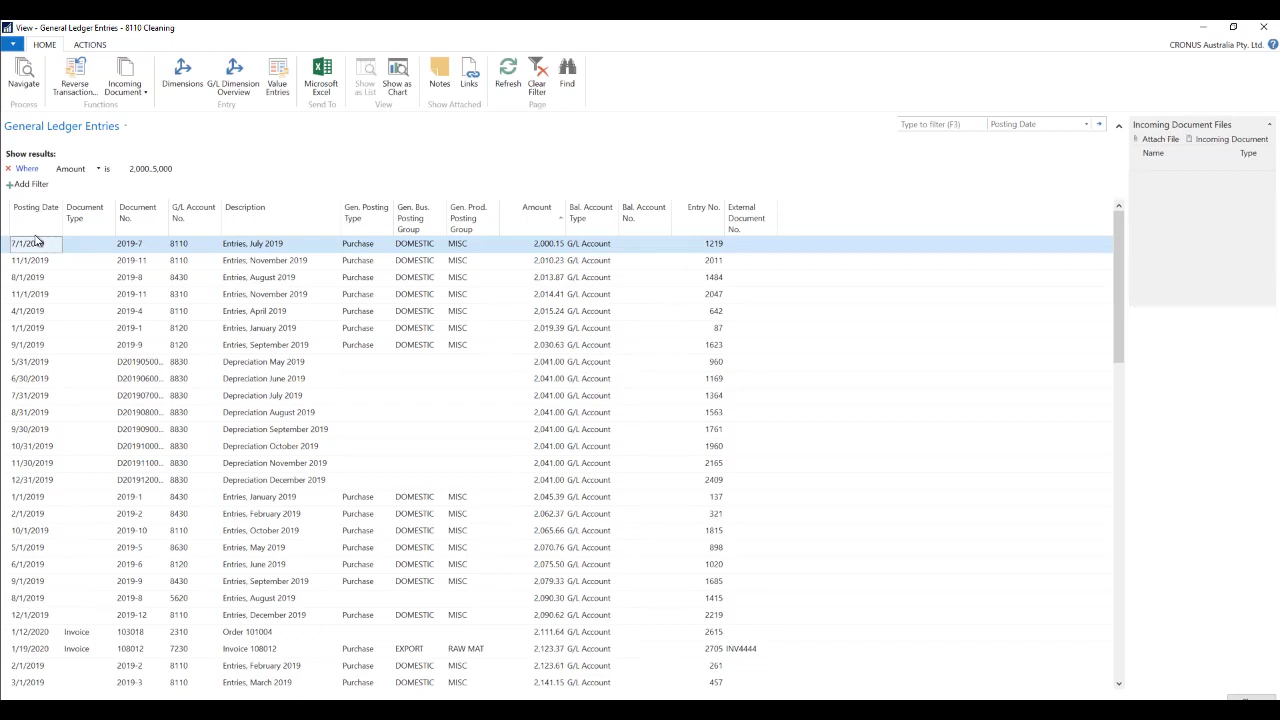 View - General Ledger Entries - 8110 Cleaning
HOME ACTIONS CRONUS Australia Pty. Ltd.
Navigate Reverse Transaction... Incoming Document Dimensions G/L Dimension Overview Value Entries Microsoft Excel Show as List Show as Chart Notes Links Refresh Clear Filter Find
Process Functions Entry Send To View Show Attached Page
General Ledger Entries Type to filter (F3) Posting Date
Incoming Document Files
Attach File Incoming Document
Name Type
Show results:
Where Amount is 2,000..5,000
Add Filter
Posting Date Document Type Document No. G/L Account No. Description Gen. Posting Type Gen. Bus. Posting Group Gen. Prod. Posting Group Amount Bal. Account Type Bal. Account No. Entry No. External Document No.
7/1/2019 2019-7 8110 Entries, July 2019 Purchase DOMESTIC MISC 2,000.15 G/L Account 1219
11/1/2019 2019-11 8110 Entries, November 2019 Purchase DOMESTIC MISC 2,010.23 G/L Account 2011
8/1/2019 2019-8 8430 Entries, August 2019 Purchase DOMESTIC MISC 2,013.87 G/L Account 1484
11/1/2019 2019-11 8310 Entries, November 2019 Purchase DOMESTIC MISC 2,014.41 G/L Account 2047
4/1/2019 2019-4 8110 Entries, April 2019 Purchase DOMESTIC MISC 2,015.24 G/L Account 642
1/1/2019 2019-1 8120 Entries, January 2019 Purchase DOMESTIC MISC 2,019.39 G/L Account 87
9/1/2019 2019-9 8120 Entries, September 2019 Purchase DOMESTIC MISC 2,030.63 G/L Account 1623
5/31/2019 D20190500... 8830 Depreciation May 2019 2,041.00 G/L Account 960
6/30/2019 D20190600... 8830 Depreciation June 2019 2,041.00 G/L Account 1169
7/31/2019 D20190700... 8830 Depreciation July 2019 2,041.00 G/L Account 1364
8/31/2019 D20190800... 8830 Depreciation August 2019 2,041.00 G/L Account 1563
9/30/2019 D20190900... 8830 Depreciation September 2019 2,041.00 G/L Account 1761
10/31/2019 D20191000... 8830 Depreciation October 2019 2,041.00 G/L Account 1960
11/30/2019 D20191100... 8830 Depreciation November 2019 2,041.00 G/L Account 2165
12/31/2019 D20191200... 8830 Depreciation December 2019 2,041.00 G/L Account 2409
1/1/2019 2019-1 8430 Entries, January 2019 Purchase DOMESTIC MISC 2,045.39 G/L Account 137
2/1/2019 2019-2 8430 Entries, February 2019 Purchase DOMESTIC MISC 2,062.37 G/L Account 321
10/1/2019 2019-10 8110 Entries, October 2019 Purchase DOMESTIC MISC 2,065.66 G/L Account 1815
5/1/2019 2019-5 8630 Entries, May 2019 Purchase DOMESTIC MISC 2,070.76 G/L Account 898
6/1/2019 2019-6 8120 Entries, June 2019 Purchase DOMESTIC MISC 2,075.50 G/L Account 1020
9/1/2019 2019-9 8430 Entries, September 2019 Purchase DOMESTIC MISC 2,079.33 G/L Account 1685
8/1/2019 2019-8 5620 Entries, August 2019 2,090.30 G/L Account 1415
12/1/2019 2019-12 8110 Entries, December 2019 Purchase DOMESTIC MISC 2,090.62 G/L Account 2219
1/12/2020 Invoice 103018 2310 Order 101004 2,111.64 G/L Account 2615
1/19/2020 Invoice 108012 7230 Invoice 108012 Purchase EXPORT RAW MAT 2,123.37 G/L Account 2705 INV4444
2/1/2019 2019-2 8110 Entries, February 2019 Purchase DOMESTIC MISC 2,123.61 G/L Account 261
3/1/2019 2019-3 8110 Entries, March 2019 Purchase DOMESTIC MISC 2,141.15 G/L Account 457